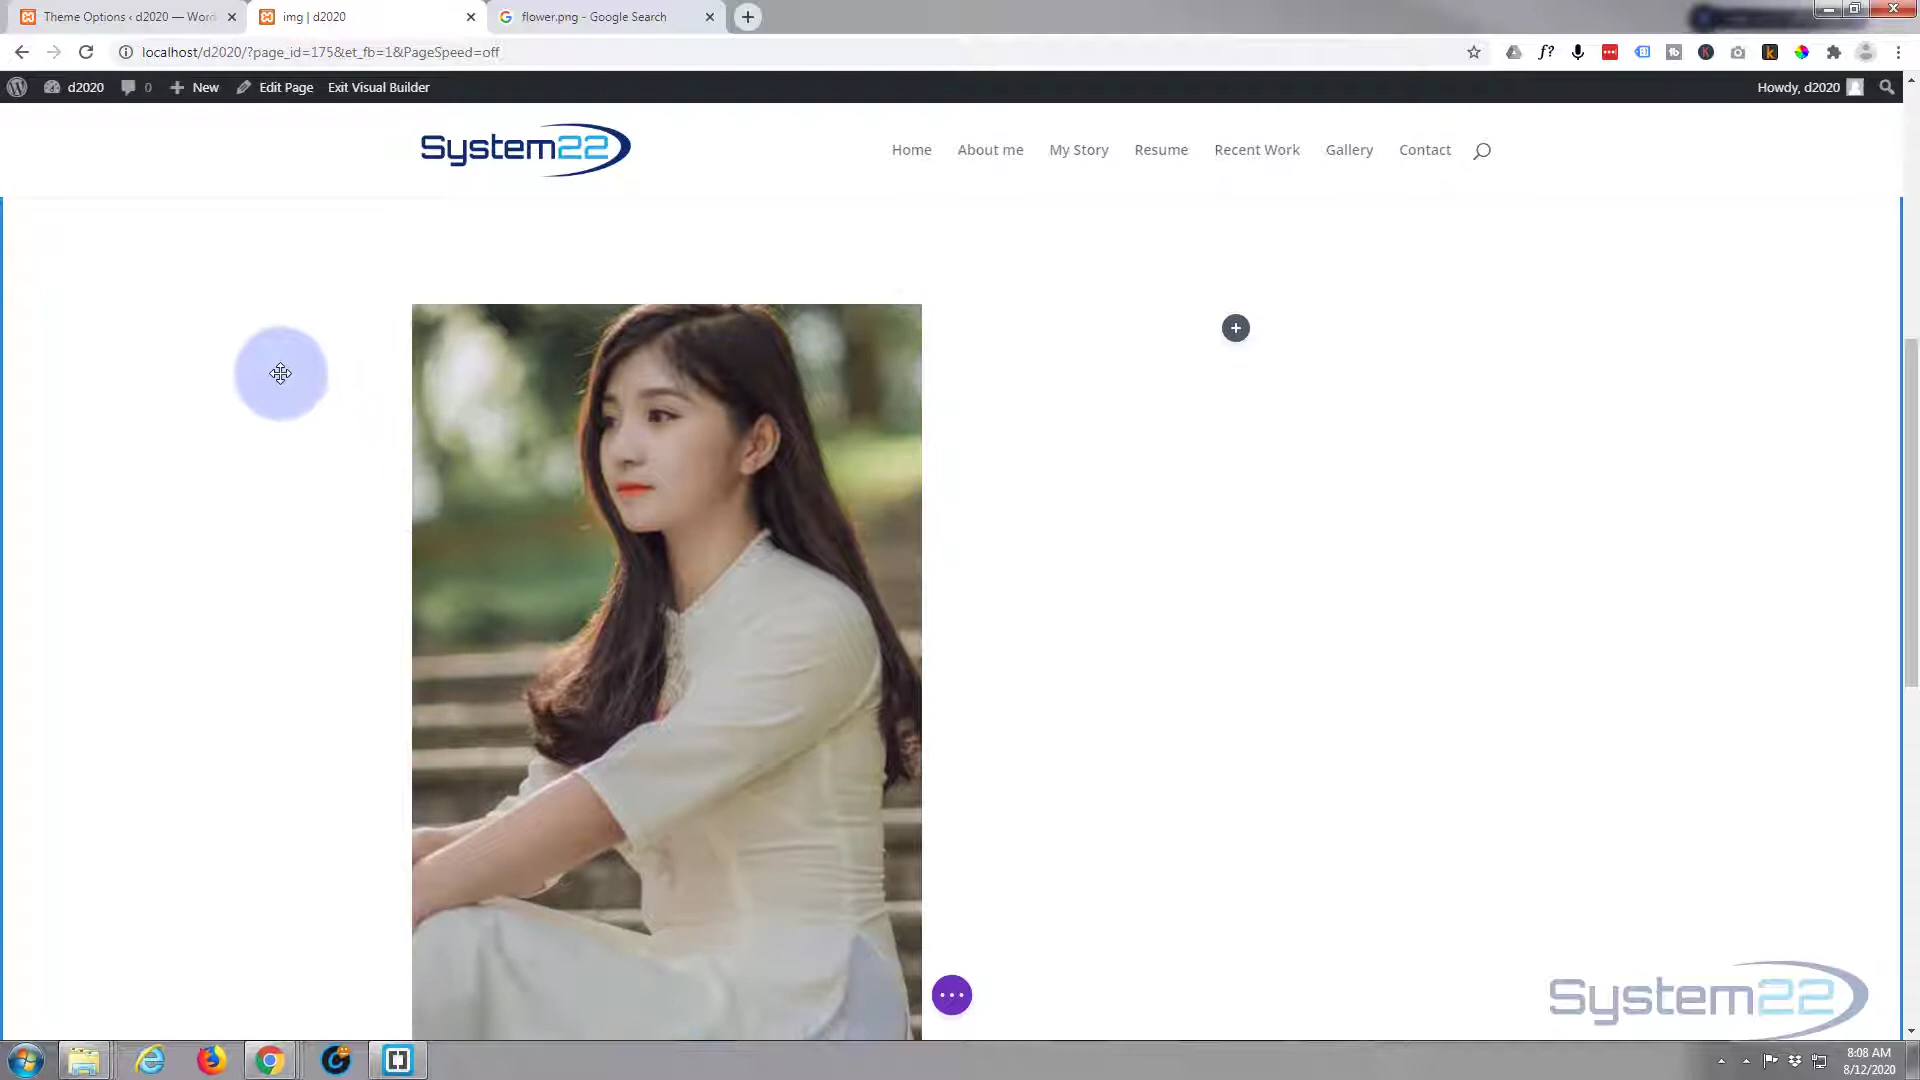 Theme Options ‹ d2020 — Word
img | d2020
flower.png - Google Search
localhost/d2020/?page_id=175&et_fb=1&PageSpeed=off
d2020
0
New
Edit Page
Exit Visual Builder
Howdy, d2020
System22
Home
About me
My Story
Resume
Recent Work
Gallery
Contact
System22
8:08 AM
8/12/2020